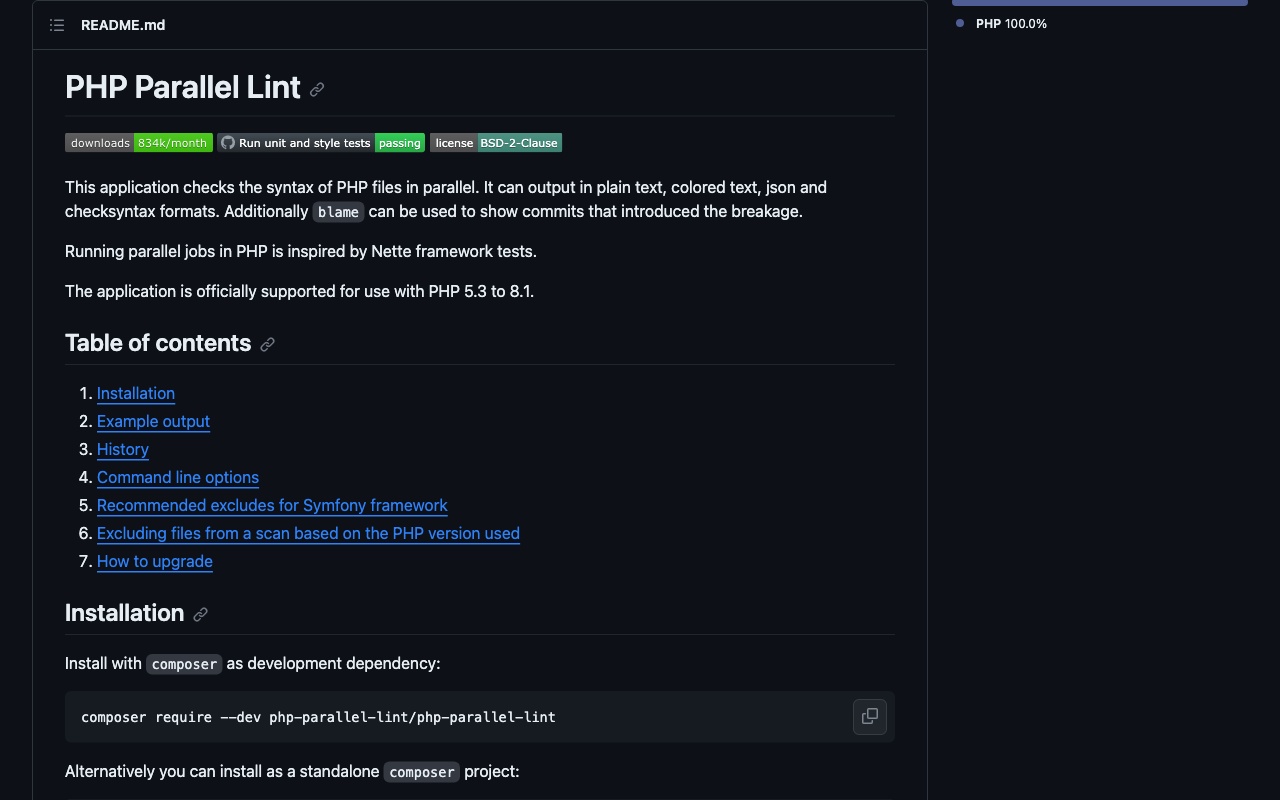 README.md
PHP 100.0%
PHP Parallel Lint
downloads 834k/month Run unit and style tests passing license BSD-2-Clause
This application checks the syntax of PHP files in parallel. It can output in plain text, colored text, json and
checksyntax formats. Additionally blame can be used to show commits that introduced the breakage.
Running parallel jobs in PHP is inspired by Nette framework tests.
The application is officially supported for use with PHP 5.3 to 8.1.
Table of contents
1. Installation
2. Example output
3. History
4. Command line options
5. Recommended excludes for Symfony framework
6. Excluding files from a scan based on the PHP version used
7. How to upgrade
Installation
Install with composer as development dependency:
composer require --dev php-parallel-lint/php-parallel-lint
Alternatively you can install as a standalone composer project: